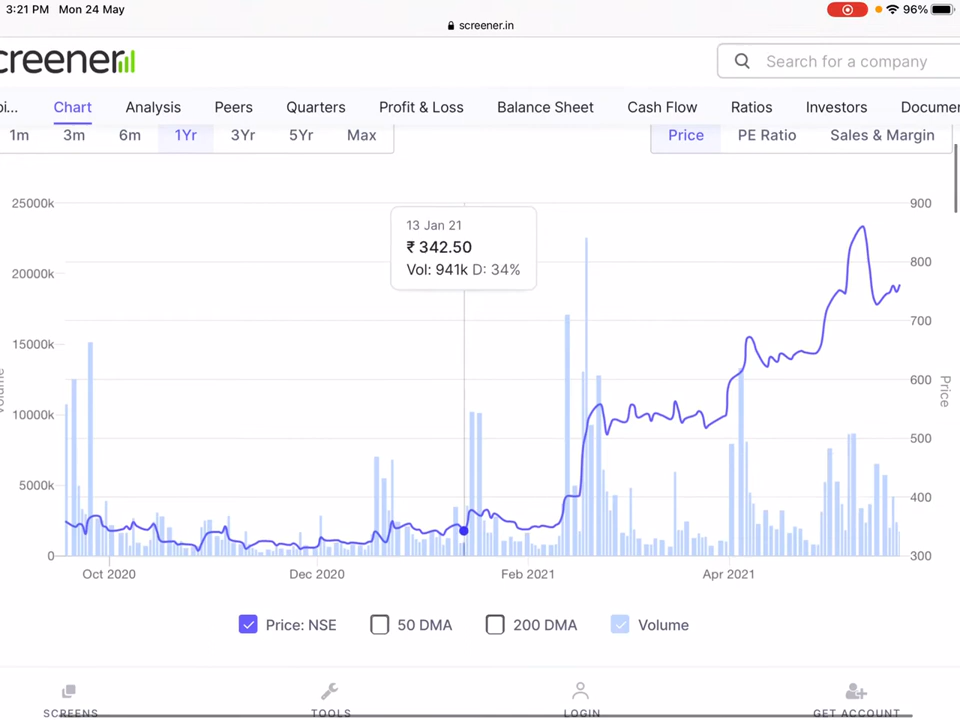 3:21 PM Mon 24 May
96%
screener.in
creener
Search for a company
Chart Analysis Peers Quarters Profit & Loss Balance Sheet Cash Flow Ratios Investors Documen
1m 3m 6m 1Yr 3Yr 5Yr Max
Price PE Ratio Sales & Margin
25000k
20000k
15000k
10000k
5000k
0
Volume
13 Jan 21
₹ 342.50
Vol: 941k D: 34%
900
800
700
600
500
400
300
Price
Oct 2020 Dec 2020 Feb 2021 Apr 2021
Price: NSE 50 DMA 200 DMA Volume
SCREENS TOOLS LOGIN GET ACCOUNT